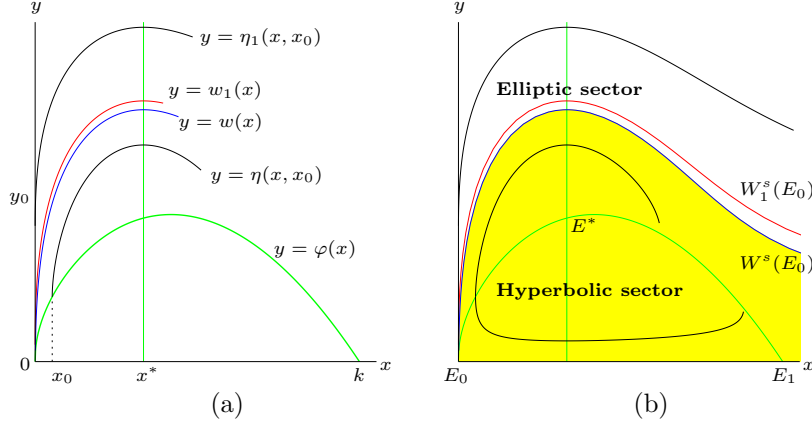 y
y = η₁(x, x₀)
y = w₁(x)
y = w(x)
y = η(x, x₀)
y₀
y = φ(x)
0
x₀
x*
k
x
(a)
y
Elliptic sector
W₁ˢ(E₀)
E*
Wˢ(E₀)
Hyperbolic sector
x
E₀
E₁
(b)